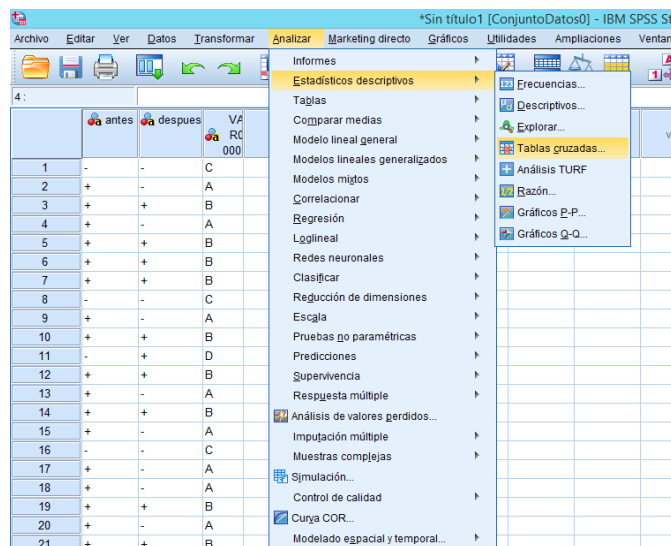 *Sin título1 [ConjuntoDatos0] - IBM SPSS St
Archivo Editar Ver Datos Transformar Analizar Marketing directo Gráficos Utilidades Ampliaciones Ventan
4 :
antes despues VA
R0
000
Informes
Estadísticos descriptivos
Tablas
Comparar medias
Modelo lineal general
Modelos lineales generalizados
Modelos mixtos
Correlacionar
Regresión
Loglineal
Redes neuronales
Clasificar
Reducción de dimensiones
Escala
Pruebas no paramétricas
Predicciones
Supervivencia
Respuesta múltiple
Análisis de valores perdidos...
Imputación múltiple
Muestras complejas
Simulación...
Control de calidad
Curva COR...
Modelado espacial y temporal...
Frecuencias...
Descriptivos...
Explorar...
Tablas cruzadas...
Análisis TURF
Razón...
Gráficos P-P...
Gráficos Q-Q...
1 - - C
2 + - A
3 + + B
4 + - A
5 + + B
6 + + B
7 + + B
8 - - C
9 + - A
10 + + B
11 - + D
12 + + B
13 + - A
14 + + B
15 + - A
16 - - C
17 + - A
18 + - A
19 + + B
20 + - A
21 + + B